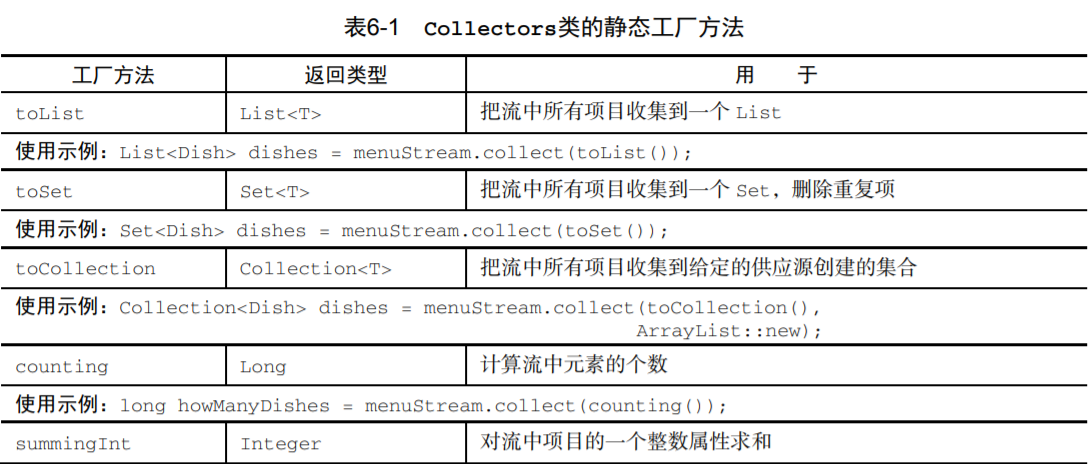 表6-1 Collectors类的静态工厂方法
工厂方法 返回类型 用 于
toList List<T> 把流中所有项目收集到一个 List
使用示例：List<Dish> dishes = menuStream.collect(toList());
toSet Set<T> 把流中所有项目收集到一个 Set，删除重复项
使用示例：Set<Dish> dishes = menuStream.collect(toSet());
toCollection Collection<T> 把流中所有项目收集到给定的供应源创建的集合
使用示例：Collection<Dish> dishes = menuStream.collect(toCollection(),
ArrayList::new);
counting Long 计算流中元素的个数
使用示例：long howManyDishes = menuStream.collect(counting());
summingInt Integer 对流中项目的一个整数属性求和